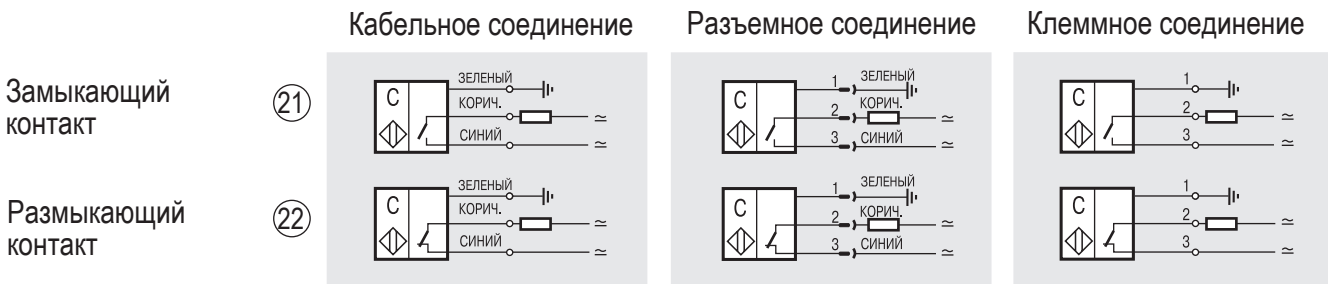 Кабельное соединение
Разъемное соединение
Клеммное соединение
Замыкающий
контакт
21
C
ЗЕЛЕНЫЙ
КОРИЧ.
СИНИЙ
≃
≃
C
1 ЗЕЛЕНЫЙ
2 КОРИЧ.
3 СИНИЙ
≃
≃
C
1
2
3
≃
≃
Размыкающий
контакт
22
C
ЗЕЛЕНЫЙ
КОРИЧ.
СИНИЙ
≃
≃
C
1 ЗЕЛЕНЫЙ
2 КОРИЧ.
3 СИНИЙ
≃
≃
C
1
2
3
≃
≃